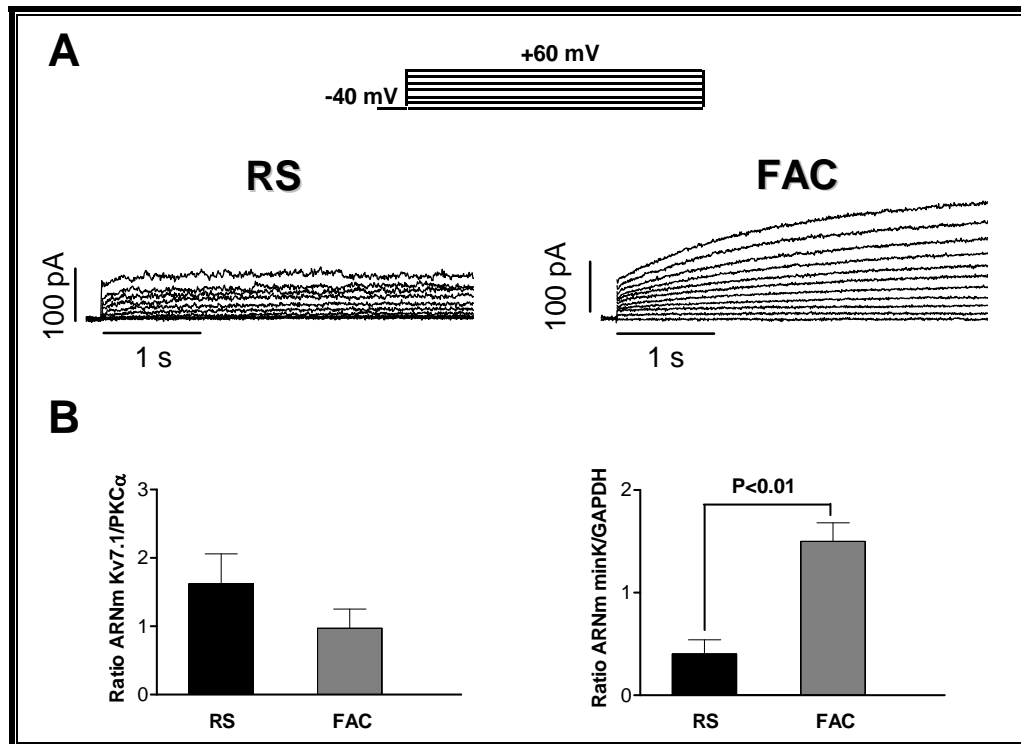 A
+60 mV
-40 mV
RS
FAC
100 pA
1 s
100 pA
1 s
B
Ratio ARNm Kv7.1/PKCα
3
2
1
0
RS
FAC
Ratio ARNm minK/GAPDH
2
1
0
P<0.01
RS
FAC